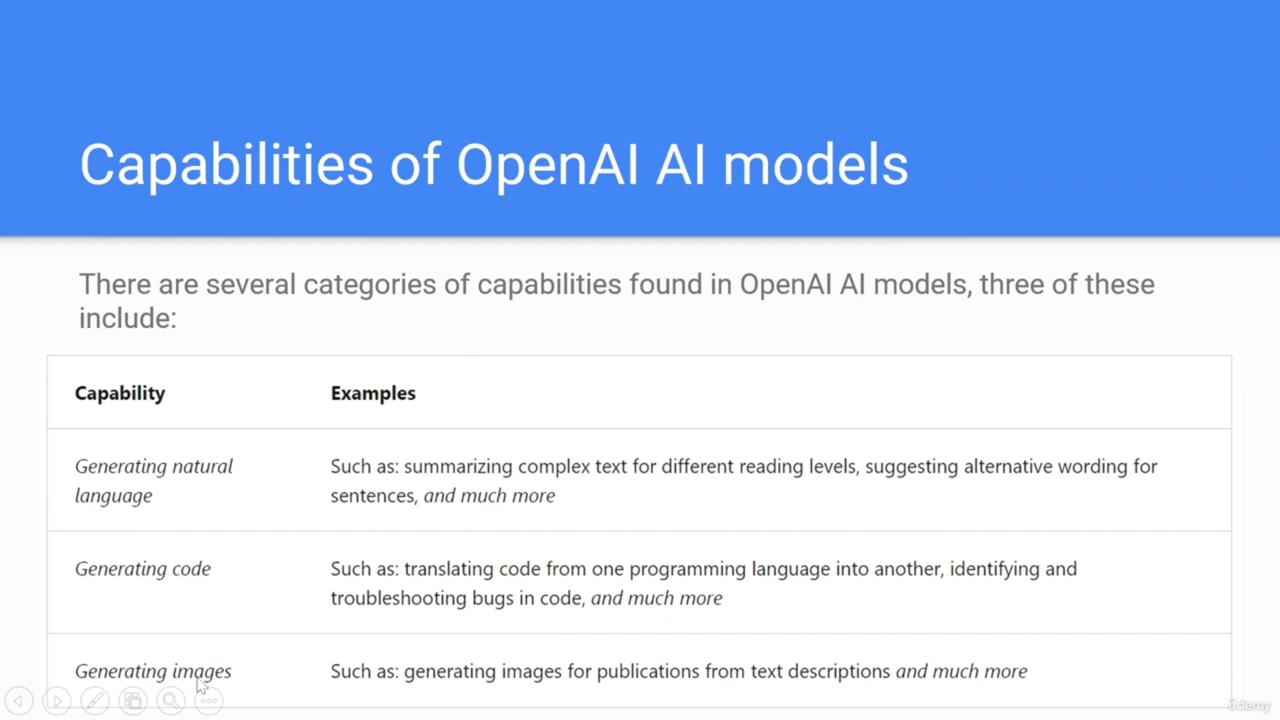 Capabilities of OpenAI AI models
There are several categories of capabilities found in OpenAI AI models, three of these
include:
Capability
Examples
Generating natural
language
Such as: summarizing complex text for different reading levels, suggesting alternative wording for
sentences, and much more
Generating code
Such as: translating code from one programming language into another, identifying and
troubleshooting bugs in code, and much more
Generating images
Such as: generating images for publications from text descriptions and much more
ûdemy